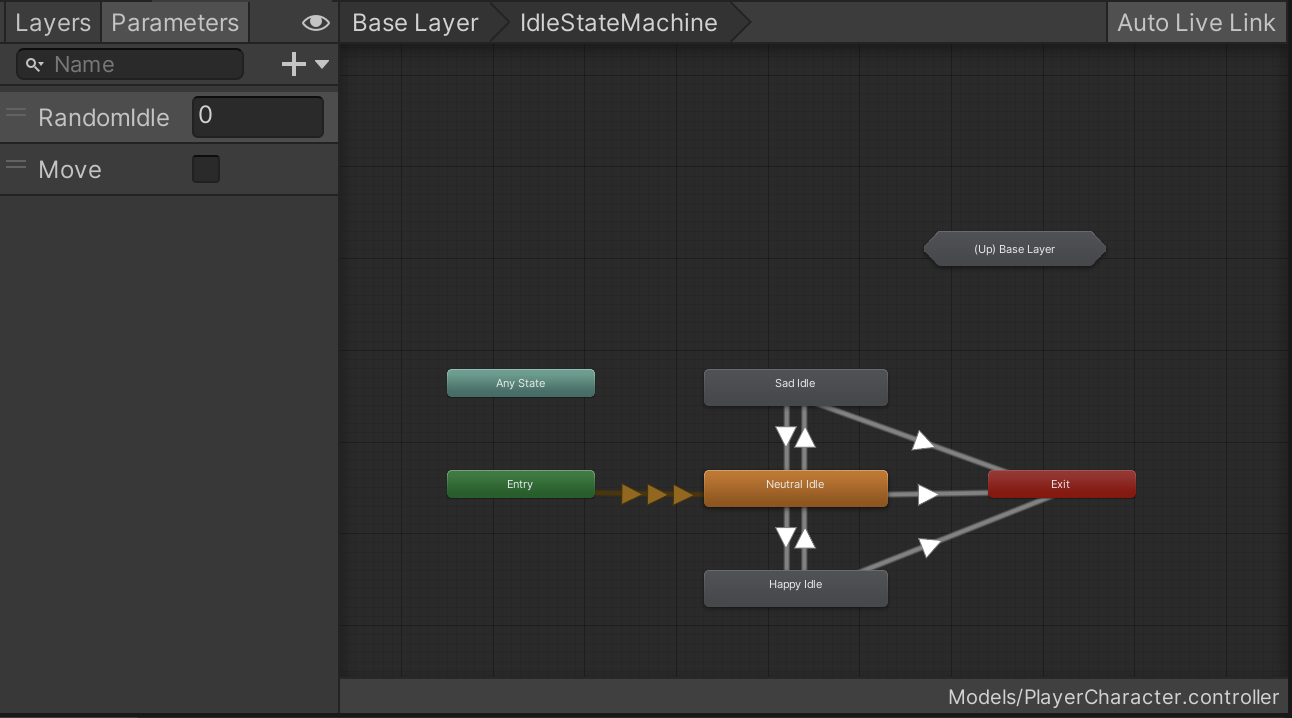 Layers Parameters Base Layer IdleStateMachine Auto Live Link
Name
RandomIdle 0
Move
(Up) Base Layer
Any State Sad Idle
Entry Neutral Idle Exit
Happy Idle
Models/PlayerCharacter.controller